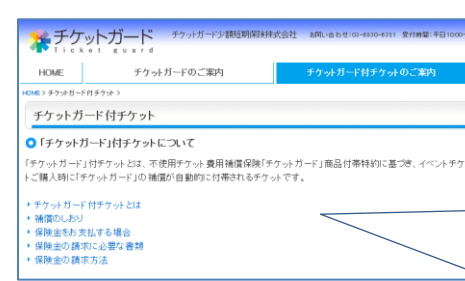 チケットガード
Ticket guard
チケットガード少額短期保険株式会社
HOME
チケットガードのご案内
チケットガード付チケットのご案内
HOME > チケットガード付チケット >
チケットガード付チケット
「チケットガード」付チケットについて
「チケットガード」付チケットとは、不使用チケット費用補償保険「チケットガード」商品付帯特約に基づき、イベントチケ
トご購入時に「チケットガード」の補償が自動的に付帯されるチケットです。
チケットガード付チケットとは
補償のしおり
保険金をお支払する場合
保険金の請求に必要な書類
保険金の請求方法